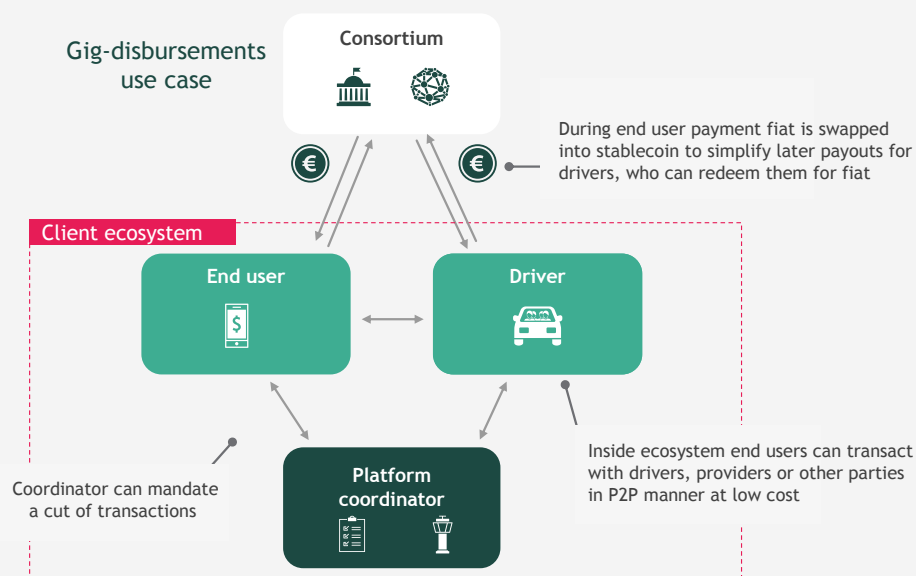 Gig-disbursements
use case
Consortium
€
€
During end user payment fiat is swapped
into stablecoin to simplify later payouts for
drivers, who can redeem them for fiat
Client ecosystem
End user
$
Driver
Coordinator can mandate
a cut of transactions
Platform
coordinator
Inside ecosystem end users can transact
with drivers, providers or other parties
in P2P manner at low cost